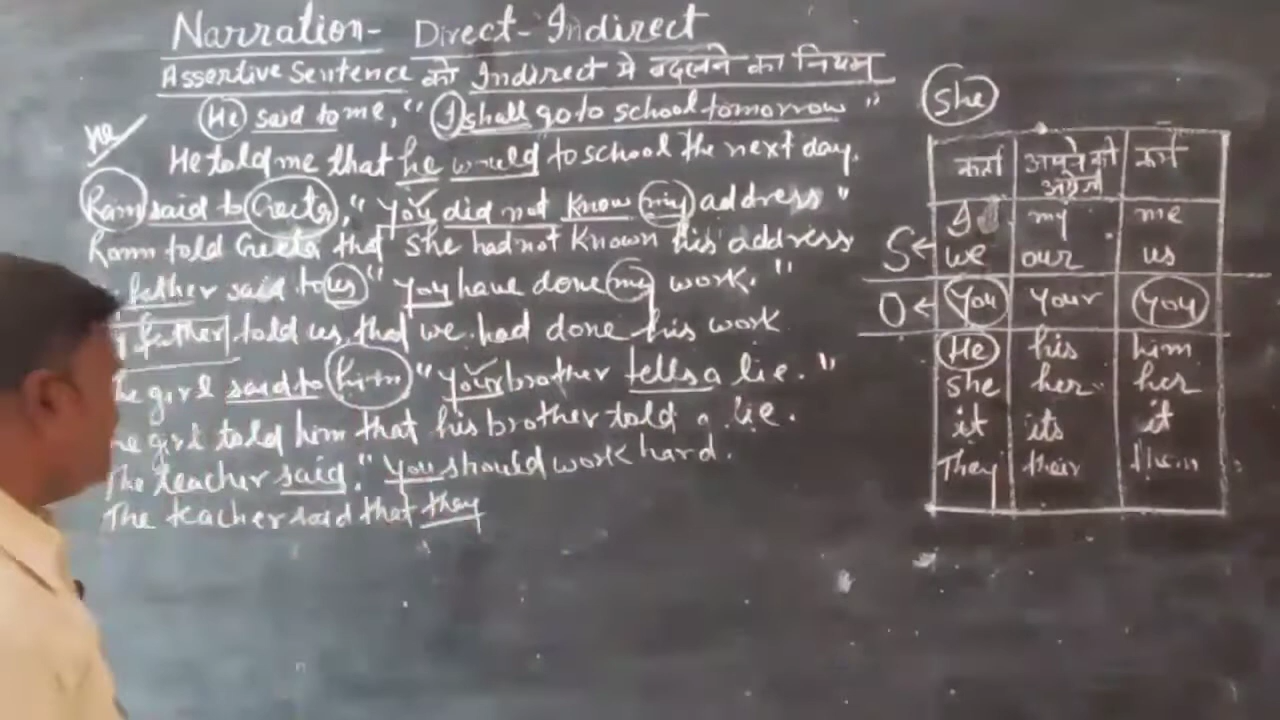 Narration- Direct-Indirect
Assertive Sentence को Indirect मे बदलने का नियम
He said to me, "I shall go to school tomorrow"
He
He told me that he would to school the next day.
Ram said to Geeta, "you did not know my address"
Ram told Geeta that she had not known his address
father said to us "you have done my work."
father told us, that we had done his work
he girl said to him "your brother tells a lie."
he girl told him that his brother told a lie.
The teacher said, "you should work hard.
The teacher said that they
She
कर्ता अपने की अवस्था कर्म
I my me
S ← we our us
O ← you your you
He his him
She her her
it its it
They their them